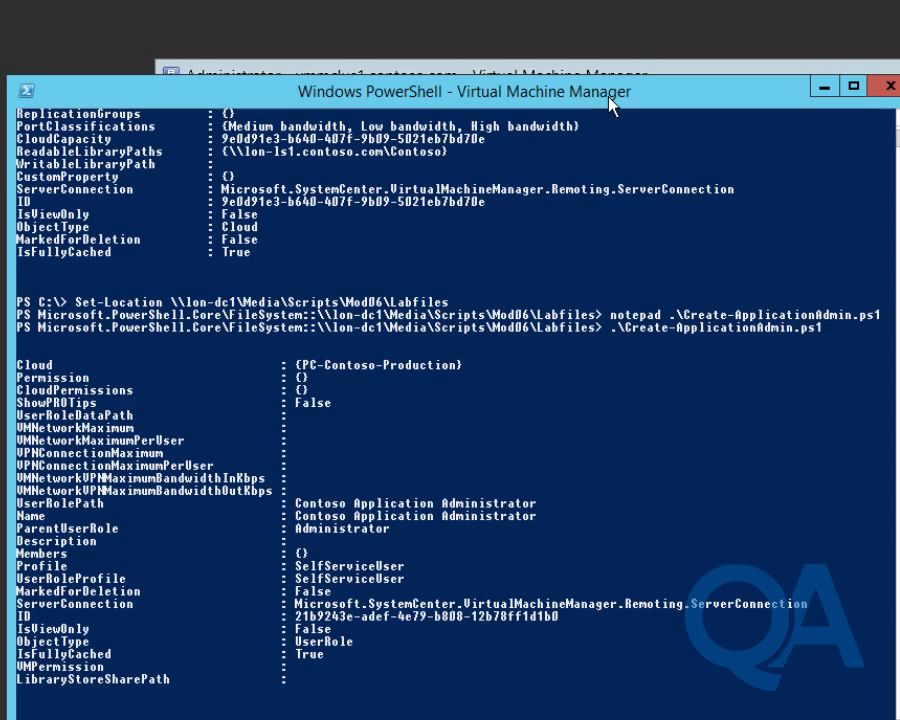 Administrator - vmmclus1.contoso.com - Virtual Machine Manager
Windows PowerShell - Virtual Machine Manager
ReplicationGroups : {}
PortClassifications : {Medium bandwidth, Low bandwidth, High bandwidth}
CloudCapacity : 9e0d91e3-b640-407f-9b09-5021eb7bd70e
ReadableLibraryPaths : {\\lon-ls1.contoso.com\Contoso}
WritableLibraryPath :
CustomProperty : {}
ServerConnection : Microsoft.SystemCenter.VirtualMachineManager.Remoting.ServerConnection
ID : 9e0d91e3-b640-407f-9b09-5021eb7bd70e
IsViewOnly : False
ObjectType : Cloud
MarkedForDeletion : False
IsFullyCached : True
PS C:\> Set-Location \\lon-dc1\Media\Scripts\Mod06\Labfiles
PS Microsoft.PowerShell.Core\FileSystem::\\lon-dc1\Media\Scripts\Mod06\Labfiles> notepad .\Create-ApplicationAdmin.ps1
PS Microsoft.PowerShell.Core\FileSystem::\\lon-dc1\Media\Scripts\Mod06\Labfiles> .\Create-ApplicationAdmin.ps1
Cloud : {PC-Contoso-Production}
Permission : {}
CloudPermissions : {}
ShowPROTips : False
UserRoleDataPath :
VMNetworkMaximum :
VMNetworkMaximumPerUser :
VPNConnectionMaximum :
VPNConnectionMaximumPerUser :
VMNetworkVPNMaximumBandwidthInKbps :
VMNetworkVPNMaximumBandwidthOutKbps :
UserRolePath : Contoso Application Administrator
Name : Contoso Application Administrator
ParentUserRole : Administrator
Description :
Members : {}
Profile : SelfServiceUser
UserRoleProfile : SelfServiceUser
MarkedForDeletion : False
ServerConnection : Microsoft.SystemCenter.VirtualMachineManager.Remoting.ServerConnection
ID : 21b9243e-adef-4e79-b808-12b78ff1d1b0
IsViewOnly : False
ObjectType : UserRole
IsFullyCached : True
VMPermission :
LibraryStoreSharePath :
QA